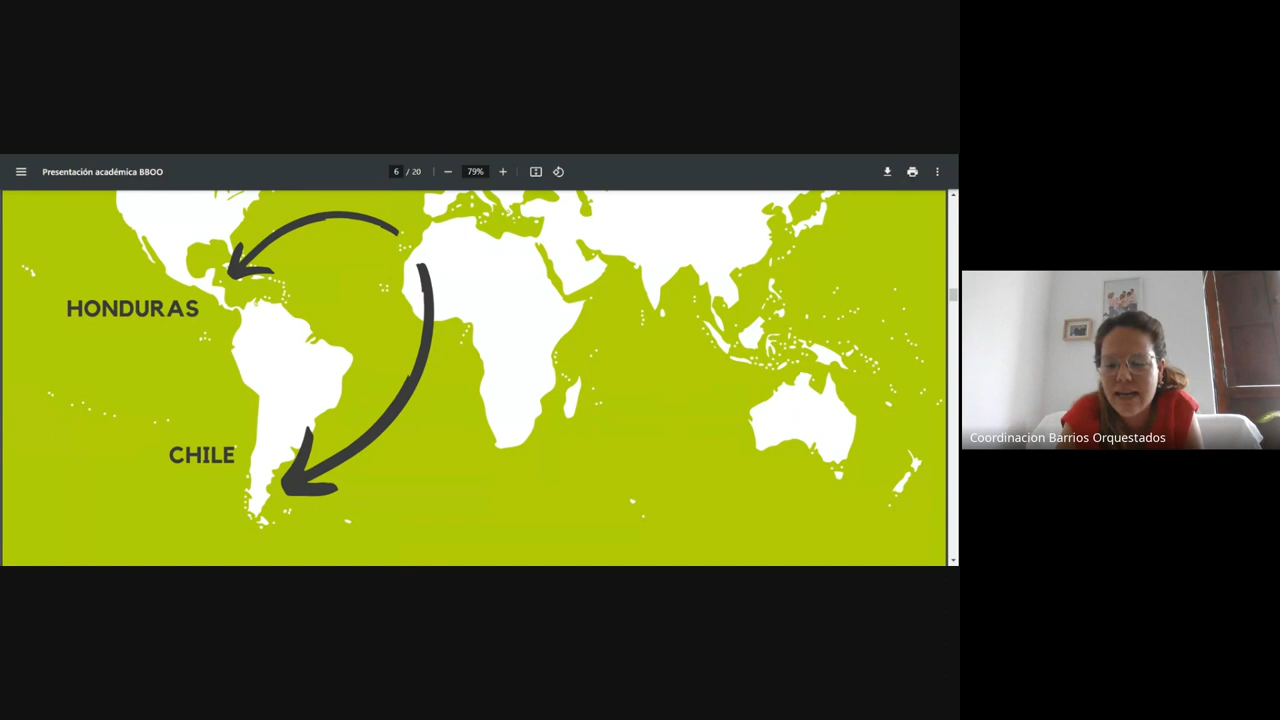 Presentación académica BBOO
6 / 20
79%
HONDURAS
CHILE
Coordinacion Barrios Orquestados